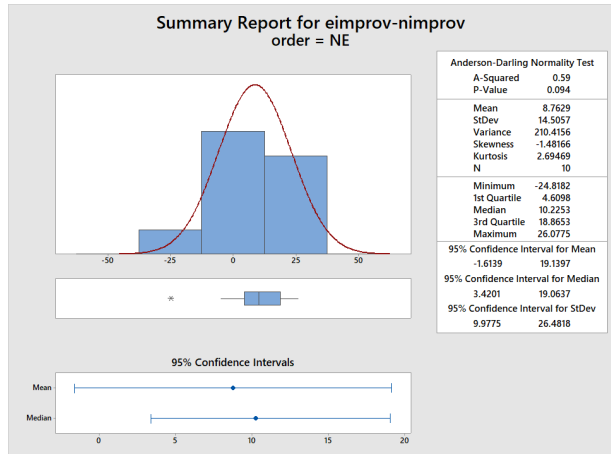 Summary Report for eimprov-nimprov
order = NE
Anderson-Darling Normality Test
A-Squared 0.59
P-Value 0.094
Mean 8.7629
StDev 14.5057
Variance 210.4156
Skewness -1.48166
Kurtosis 2.69469
N 10
Minimum -24.8182
1st Quartile 4.6098
Median 10.2253
3rd Quartile 18.8653
Maximum 26.0775
95% Confidence Interval for Mean
-1.6139 19.1397
95% Confidence Interval for Median
3.4201 19.0637
95% Confidence Interval for StDev
9.9775 26.4818
-50 -25 0 25 50
*
95% Confidence Intervals
Mean
Median
0 5 10 15 20